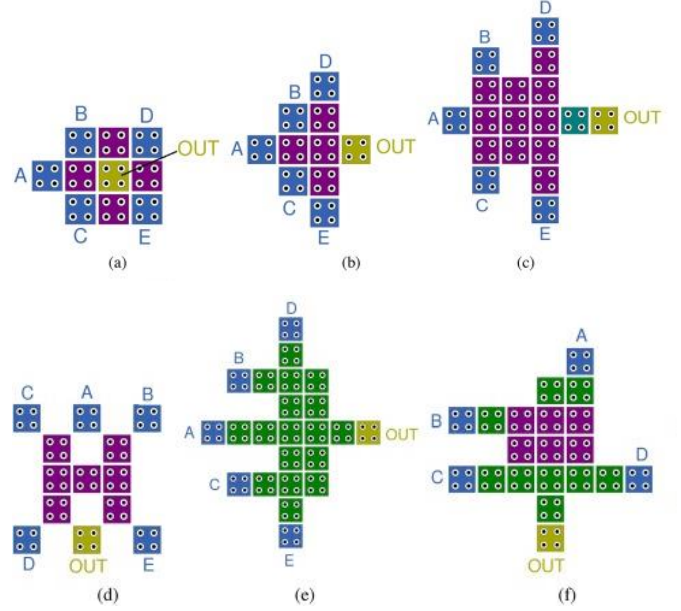 B D
OUT
A
C E
(a)
D
B
A OUT
C
E
(b)
D
B
A OUT
C
E
(c)
C A B
D OUT E
(d)
D
B
A OUT
C
E
(e)
A
B
C D
OUT
(f)